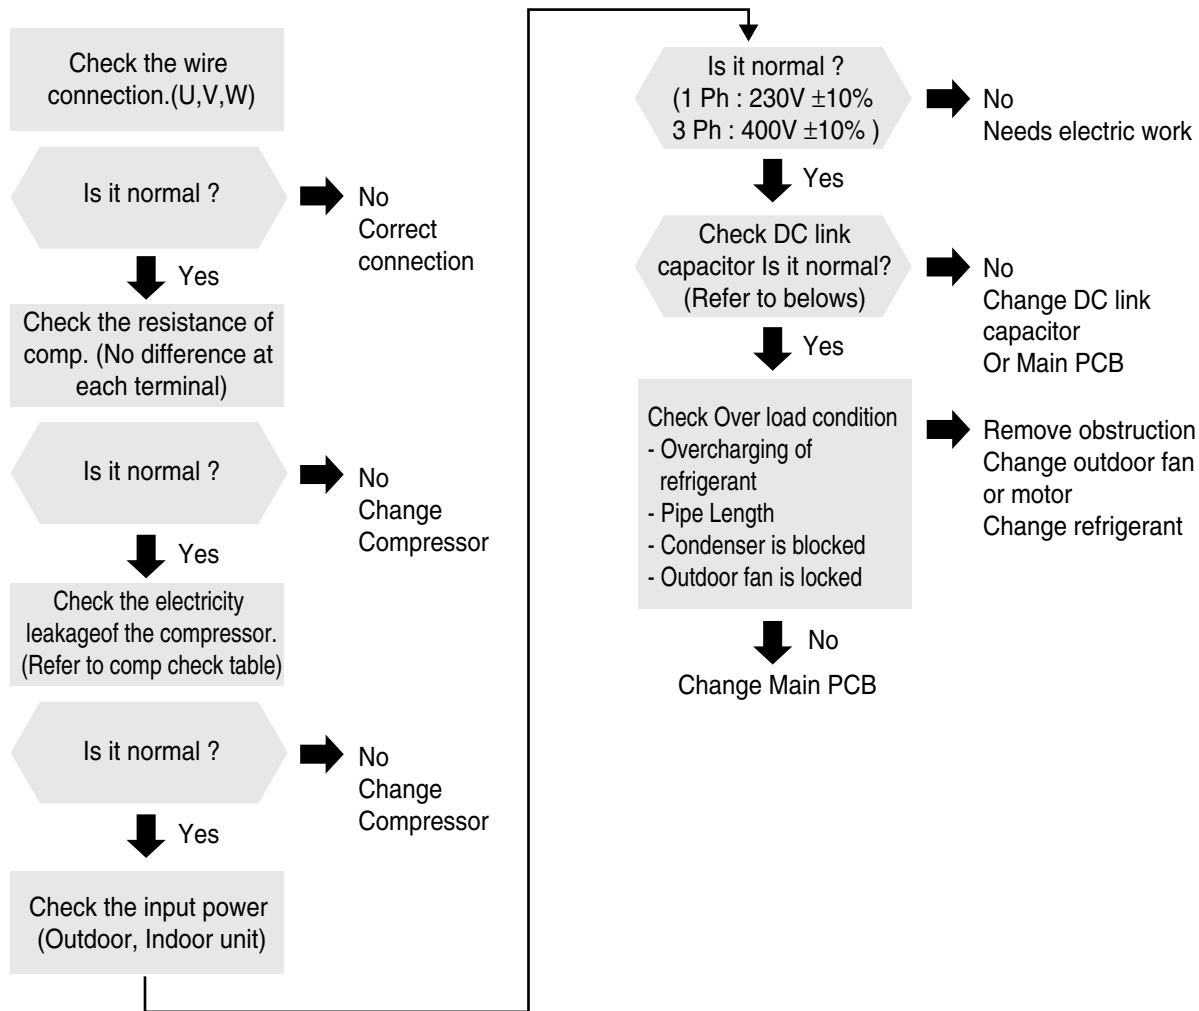 Check the wire
connection.(U,V,W)
Is it normal ?
No
Correct
connection
Yes
Check the resistance of
comp. (No difference at
each terminal)
Is it normal ?
No
Change
Compressor
Yes
Check the electricity
leakageof the compressor.
(Refer to comp check table)
Is it normal ?
No
Change
Compressor
Yes
Check the input power
(Outdoor, Indoor unit)
Is it normal ?
(1 Ph : 230V ±10%
3 Ph : 400V ±10% )
No
Needs electric work
Yes
Check DC link
capacitor Is it normal?
(Refer to belows)
No
Change DC link
capacitor
Or Main PCB
Yes
Check Over load condition
- Overcharging of
refrigerant
- Pipe Length
- Condenser is blocked
- Outdoor fan is locked
Remove obstruction
Change outdoor fan
or motor
Change refrigerant
No
Change Main PCB